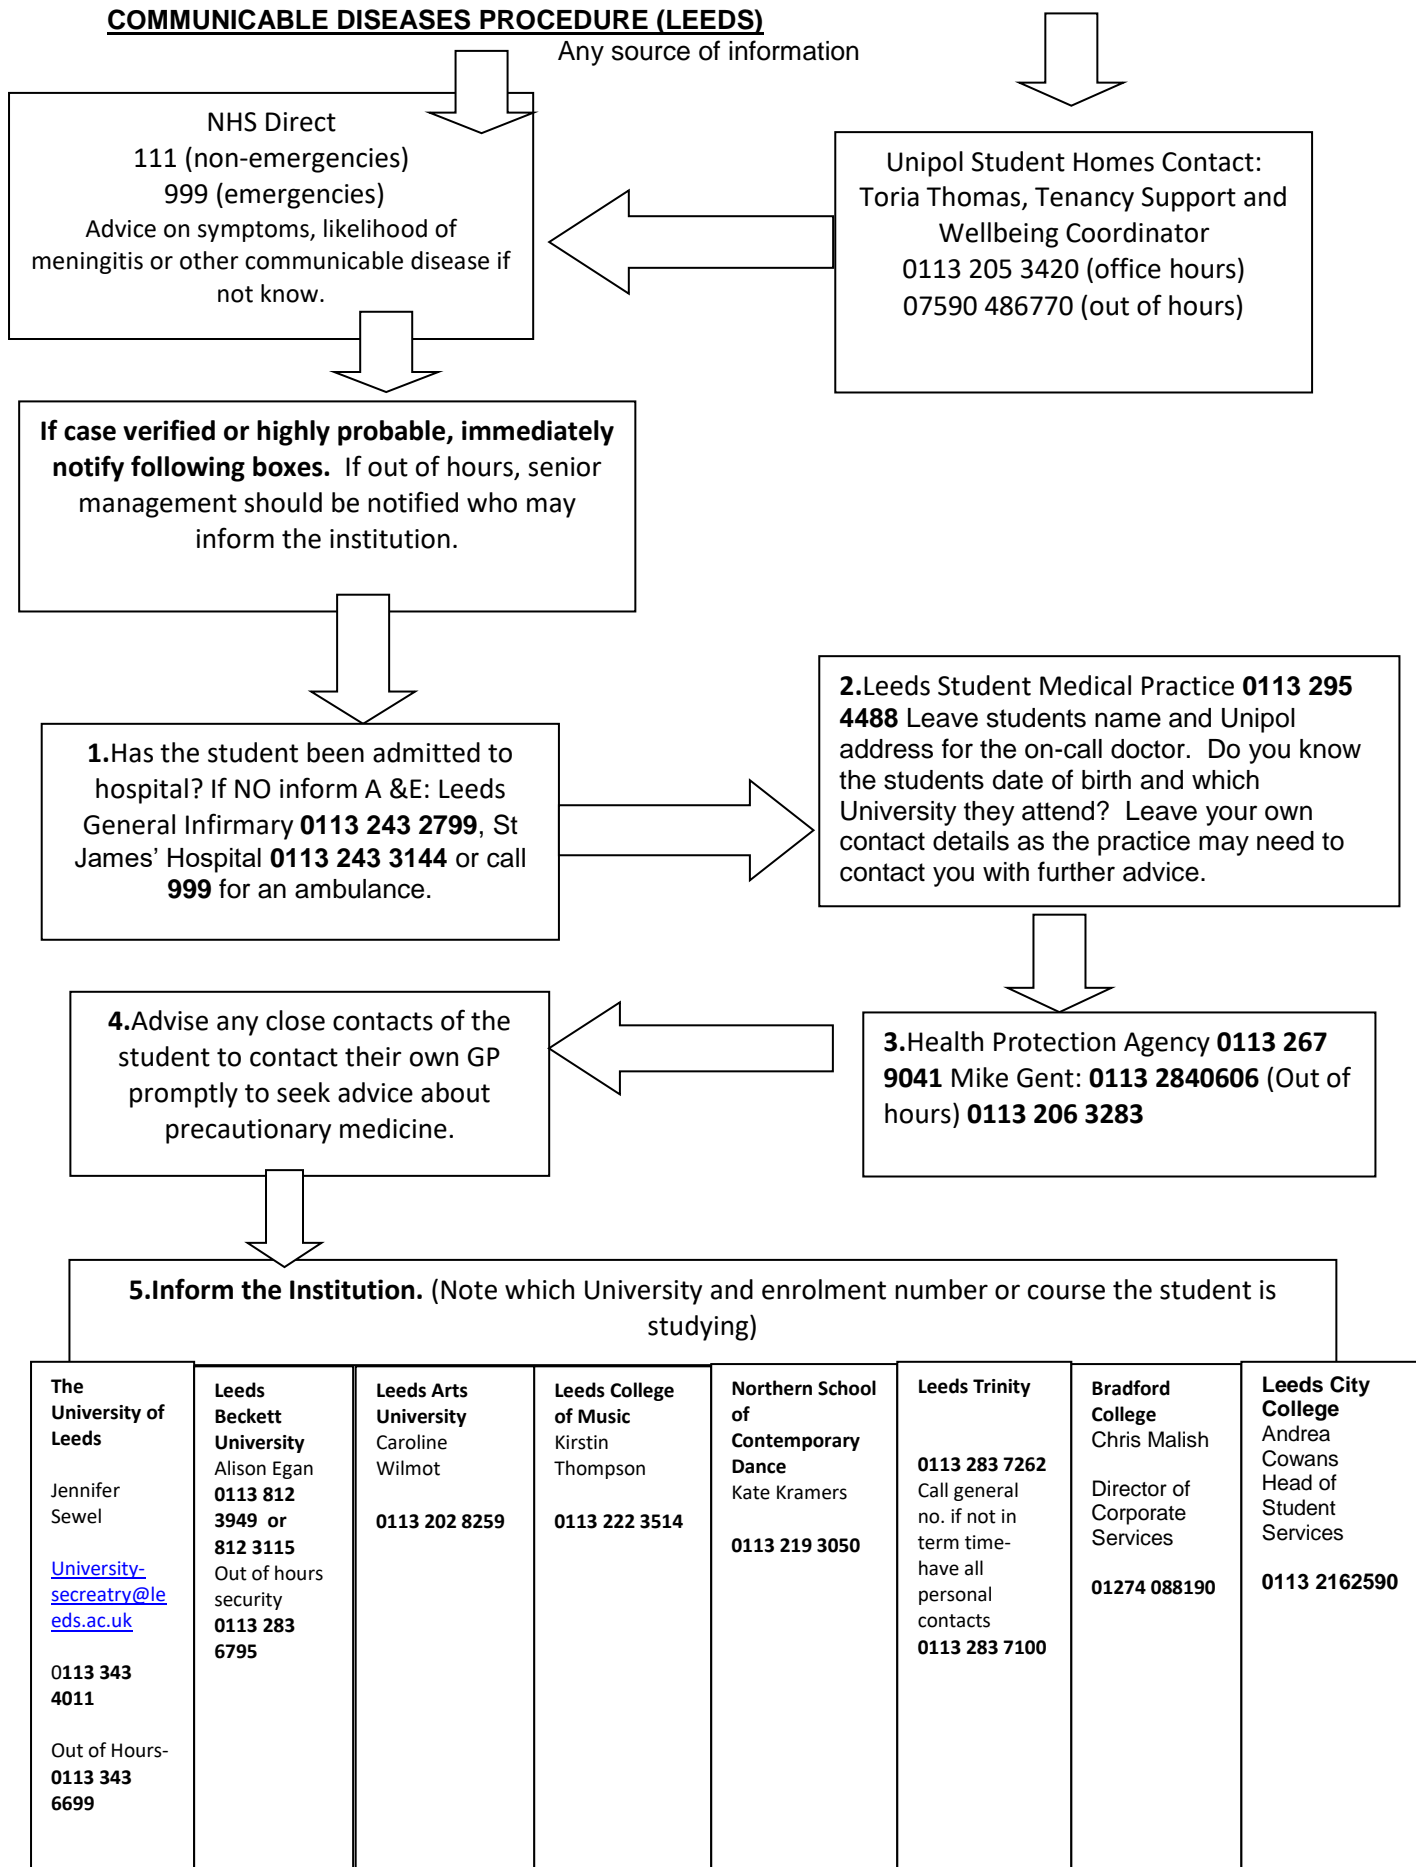 COMMUNICABLE DISEASES PROCEDURE (LEEDS)
Any source of information
NHS Direct
111 (non-emergencies)
999 (emergencies)
Advice on symptoms, likelihood of
meningitis or other communicable disease if
not know.
Unipol Student Homes Contact:
Toria Thomas, Tenancy Support and
Wellbeing Coordinator
0113 205 3420 (office hours)
07590 486770 (out of hours)
If case verified or highly probable, immediately
notify following boxes. If out of hours, senior
management should be notified who may
inform the institution.
1.Has the student been admitted to
hospital? If NO inform A &E: Leeds
General Infirmary 0113 243 2799, St
James’ Hospital 0113 243 3144 or call
999 for an ambulance.
2.Leeds Student Medical Practice 0113 295
4488 Leave students name and Unipol
address for the on-call doctor. Do you know
the students date of birth and which
University they attend? Leave your own
contact details as the practice may need to
contact you with further advice.
3.Health Protection Agency 0113 267
9041 Mike Gent: 0113 2840606 (Out of
hours) 0113 206 3283
4.Advise any close contacts of the
student to contact their own GP
promptly to seek advice about
precautionary medicine.
5.Inform the Institution. (Note which University and enrolment number or course the student is
studying)
The
University of
Leeds
Jennifer
Sewel
University-
secreatry@le
eds.ac.uk
0113 343
4011
Out of Hours-
0113 343
6699
Leeds
Beckett
University
Alison Egan
0113 812
3949 or
812 3115
Out of hours
security
0113 283
6795
Leeds Arts
University
Caroline
Wilmot
0113 202 8259
Leeds College
of Music
Kirstin
Thompson
0113 222 3514
Northern School
of
Contemporary
Dance
Kate Kramers
0113 219 3050
Leeds Trinity
0113 283 7262
Call general
no. if not in
term time-
have all
personal
contacts
0113 283 7100
Bradford
College
Chris Malish
Director of
Corporate
Services
01274 088190
Leeds City
College
Andrea
Cowans
Head of
Student
Services
0113 2162590